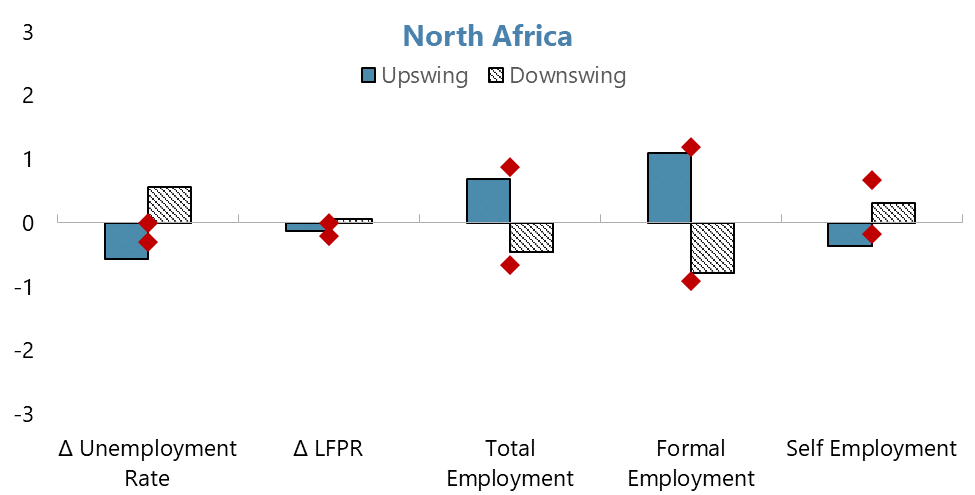 North Africa
Upswing Downswing
3
2
1
0
-1
-2
-3
Δ Unemployment Rate
Δ LFPR
Total Employment
Formal Employment
Self Employment